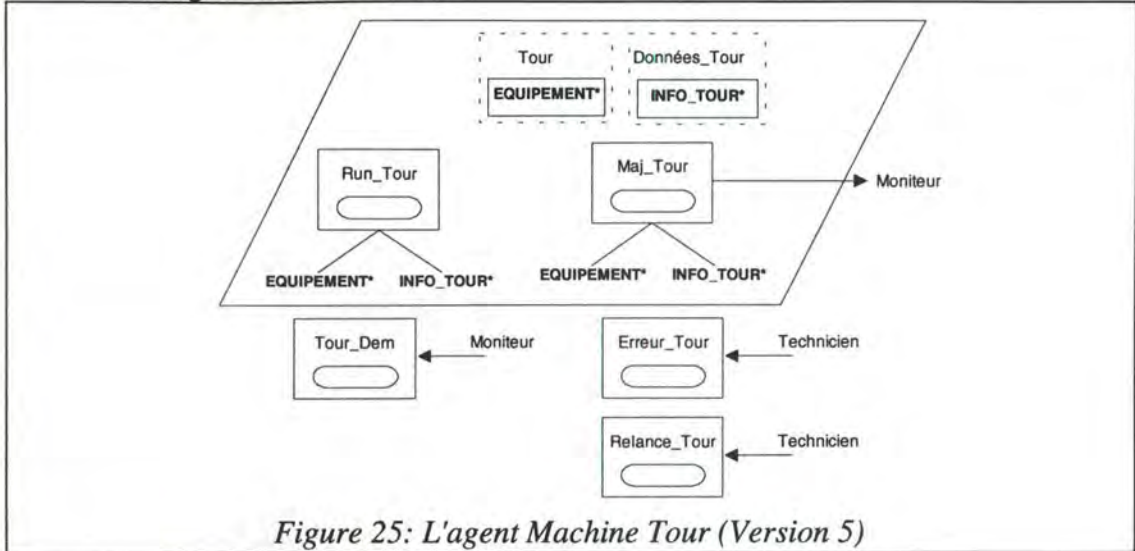 Tour Données_Tour
EQUIPEMENT* INFO_TOUR*
Run_Tour Maj_Tour Moniteur
EQUIPEMENT* INFO_TOUR* EQUIPEMENT* INFO_TOUR*
Tour_Dem Moniteur Erreur_Tour Technicien
Relance_Tour Technicien
Figure 25: L'agent Machine Tour (Version 5)